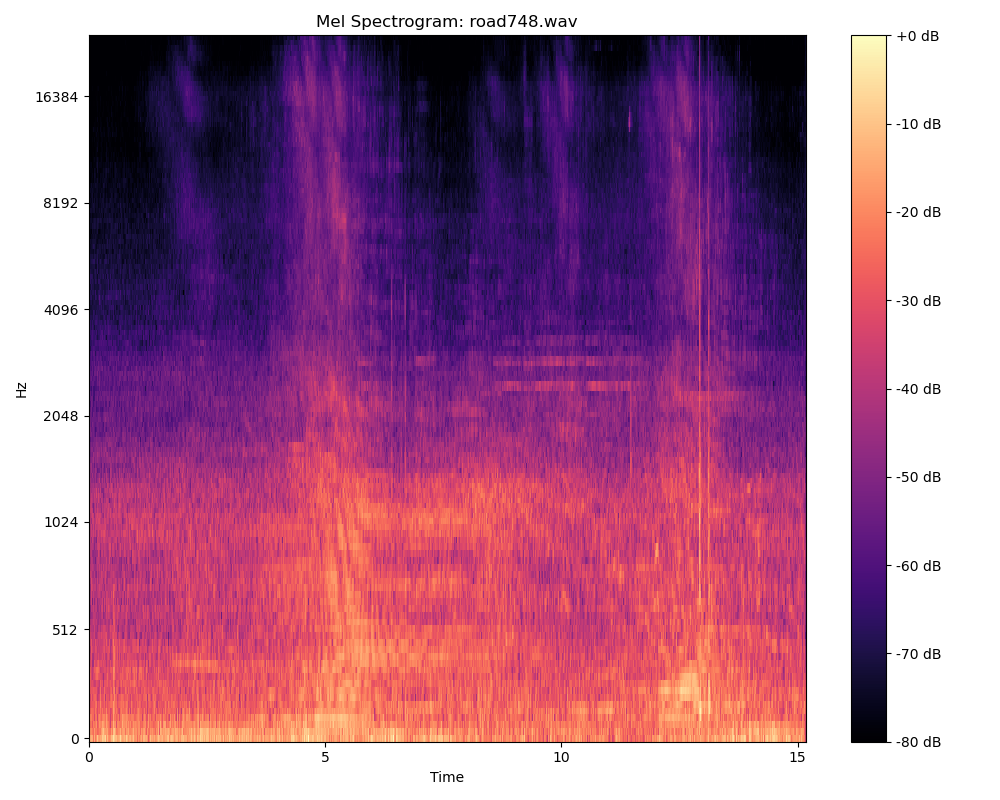 Mel Spectrogram: road748.wav
Hz
16384
8192
4096
2048
1024
512
0
0
5
10
15
Time
+0 dB
-10 dB
-20 dB
-30 dB
-40 dB
-50 dB
-60 dB
-70 dB
-80 dB